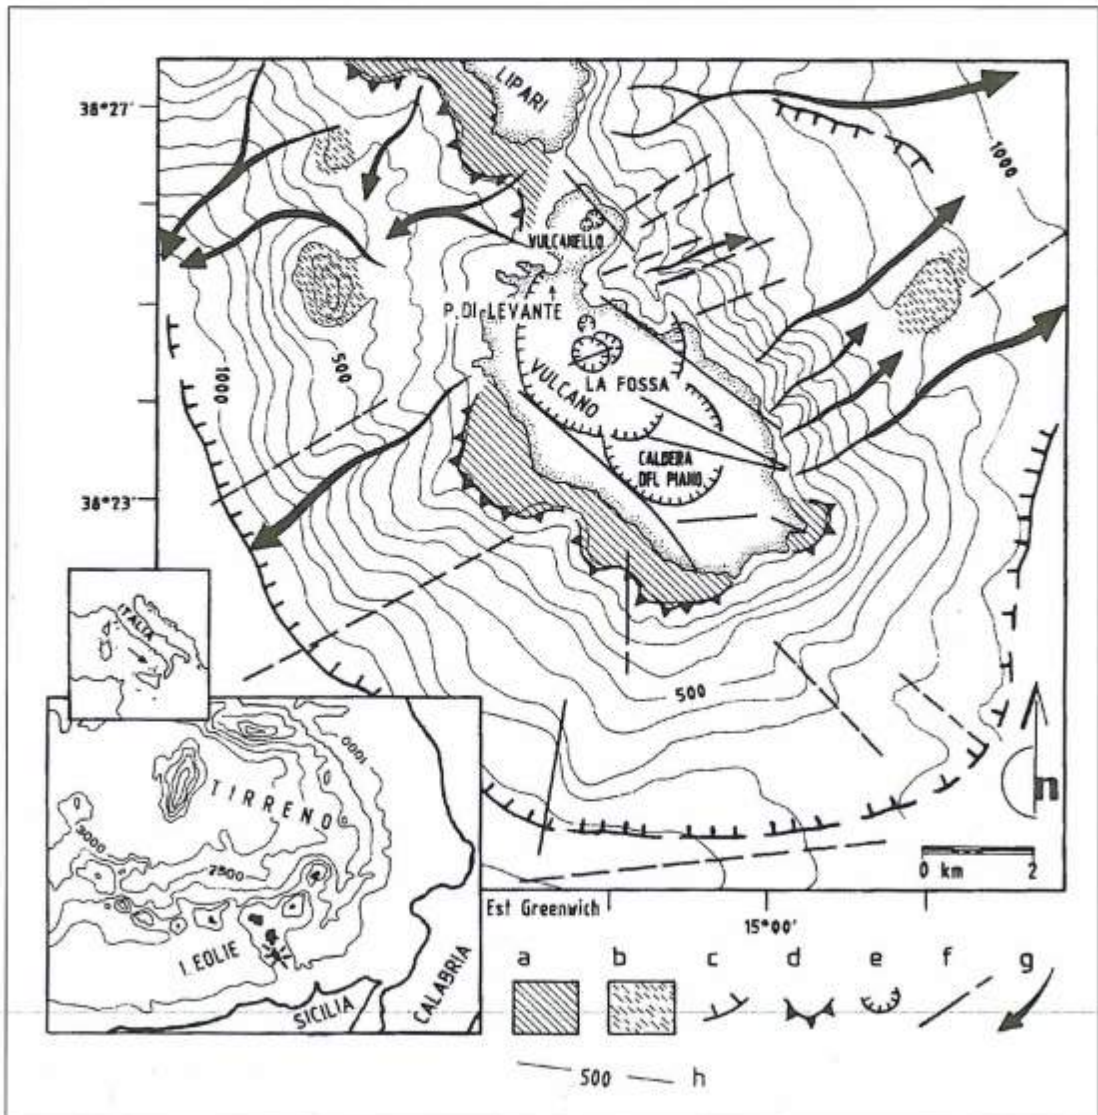 38°27'
LIPARI
1000
VULCANELLO
P. DI LEVANTE
500
1000
VULCANO
LA FOSSA
CALDERA
DEL PIANO
38°23'
ITALIA
500
n
0 km 2
1000
TIRRENO
3000
2500
I. EOLIE
SICILIA
CALABRIA
Est Greenwich
15°00'
a b c d e f g
500 h